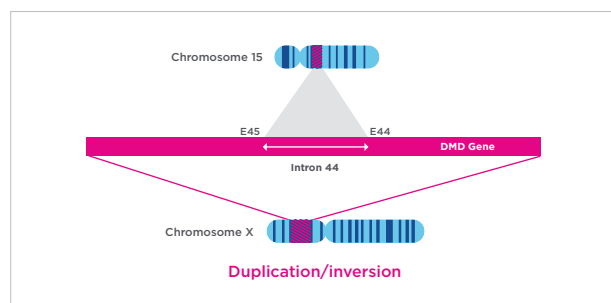 Chromosome 15
E45
E44
DMD Gene
Intron 44
Chromosome X
Duplication/inversion